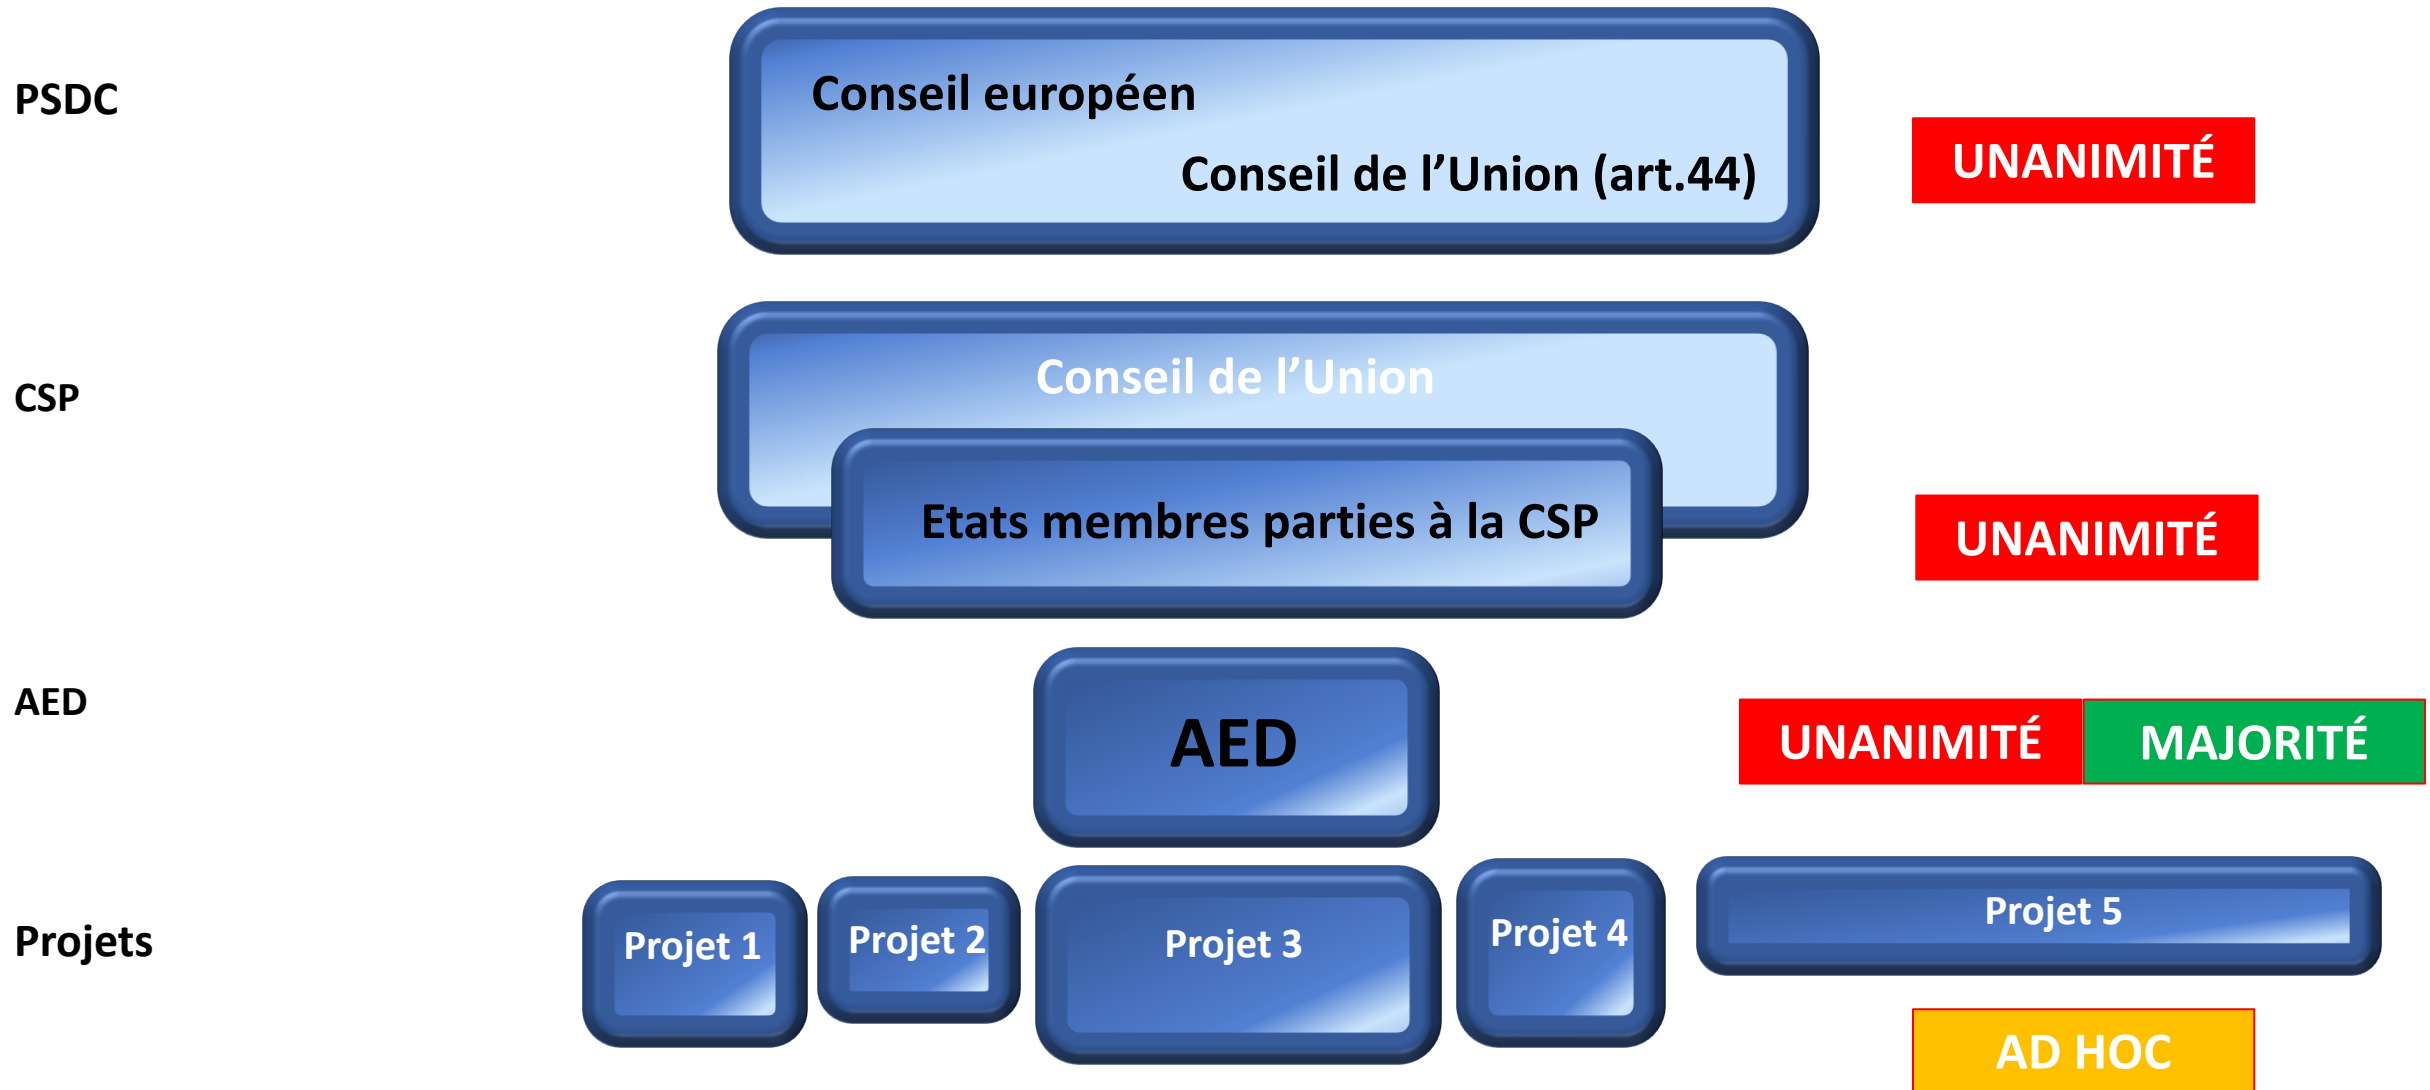 PSDC
Conseil européen
Conseil de l’Union (art.44)
UNANIMITÉ
CSP
Conseil de l’Union
Etats membres parties à la CSP
UNANIMITÉ
AED
AED
UNANIMITÉ
MAJORITÉ
Projets
Projet 1
Projet 2
Projet 3
Projet 4
Projet 5
AD HOC